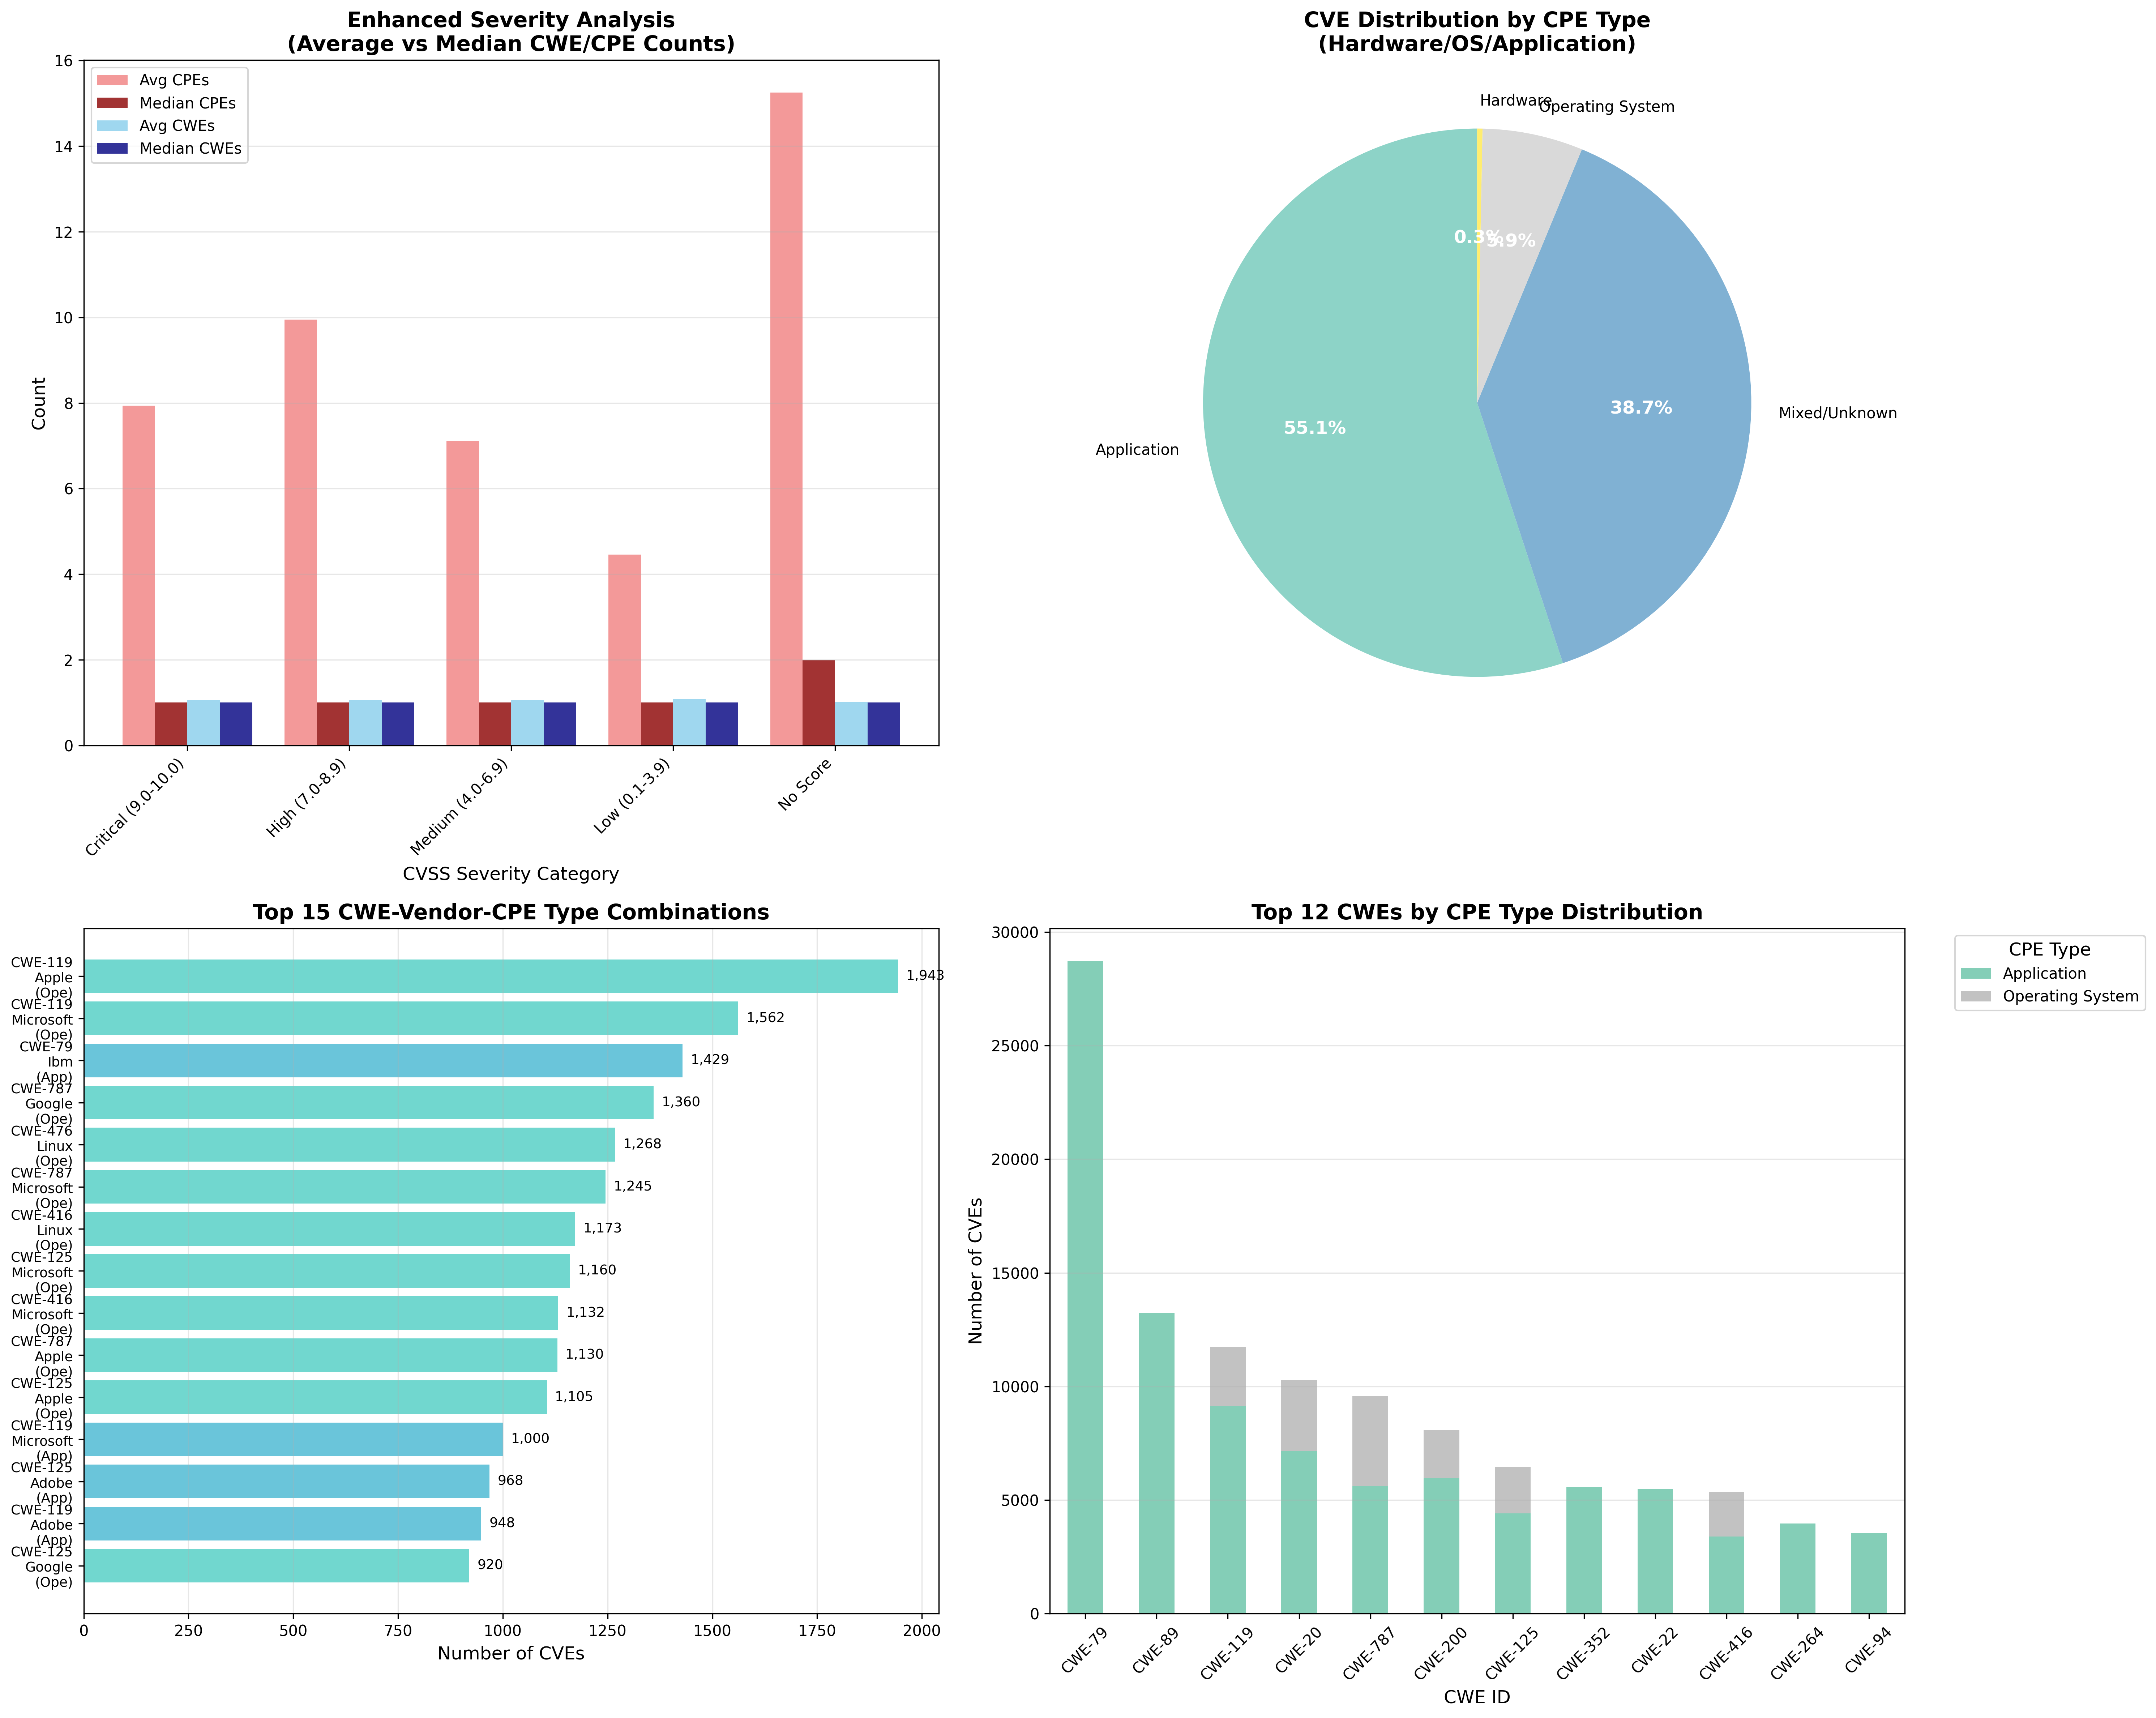 Enhanced Severity Analysis
(Average vs Median CWE/CPE Counts)
Avg CPEs
Median CPEs
Avg CWEs
Median CWEs
16
14
12
10
8
6
4
2
0
Count
Critical (9.0-10.0)
High (7.0-8.9)
Medium (4.0-6.9)
Low (0.1-3.9)
No Score
CVSS Severity Category
CVE Distribution by CPE Type
(Hardware/OS/Application)
Hardware
Operating System
0.3%
5.9%
38.7%
Mixed/Unknown
55.1%
Application
Top 15 CWE-Vendor-CPE Type Combinations
CWE-119
Apple
(Ope)
1,943
CWE-119
Microsoft
(Ope)
1,562
CWE-79
Ibm
(App)
1,429
CWE-787
Google
(Ope)
1,360
CWE-476
Linux
(Ope)
1,268
CWE-787
Microsoft
(Ope)
1,245
CWE-416
Linux
(Ope)
1,173
CWE-125
Microsoft
(Ope)
1,160
CWE-416
Microsoft
(Ope)
1,132
CWE-787
Apple
(Ope)
1,130
CWE-125
Apple
(Ope)
1,105
CWE-119
Microsoft
(App)
1,000
CWE-125
Adobe
(App)
968
CWE-119
Adobe
(App)
948
CWE-125
Google
(Ope)
920
0
250
500
750
1000
1250
1500
1750
2000
Number of CVEs
Top 12 CWEs by CPE Type Distribution
CPE Type
Application
Operating System
30000
25000
20000
15000
10000
5000
0
Number of CVEs
CWE-79
CWE-89
CWE-119
CWE-20
CWE-787
CWE-200
CWE-125
CWE-352
CWE-22
CWE-416
CWE-264
CWE-94
CWE ID